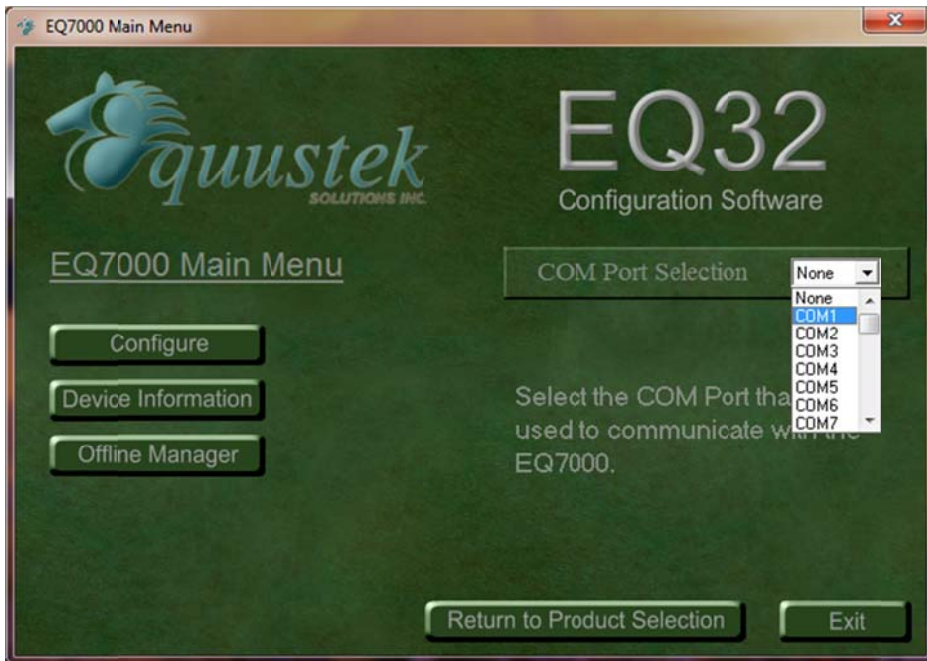 EQ7000 Main Menu
Equustek
SOLUTIONS INC.
EQ32
Configuration Software
EQ7000 Main Menu
COM Port Selection
None
None
COM1
COM2
COM3
COM4
COM5
COM6
COM7
Configure
Device Information
Offline Manager
Select the COM Port
used to communicate with the
EQ7000.
Return to Product Selection
Exit